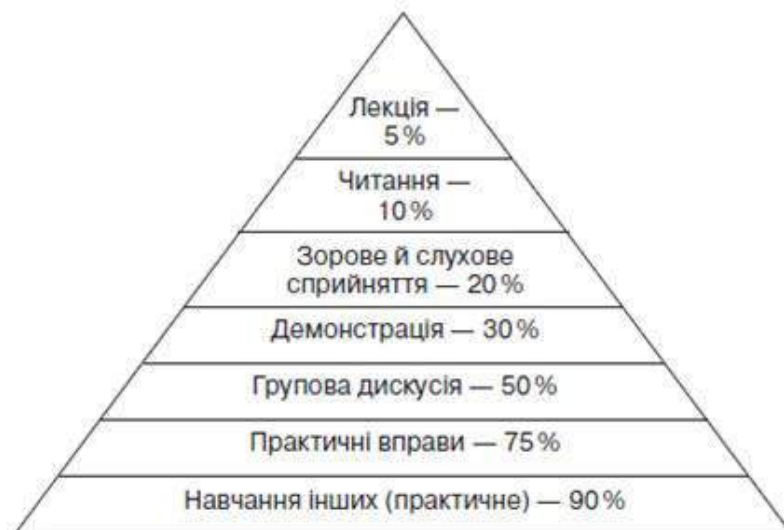 Лекція —
5 %
Читання —
10 %
Зорове й слухове
сприйняття — 20 %
Демонстрація — 30 %
Групова дискусія — 50 %
Практичні вправи — 75 %
Навчання інших (практичне) — 90 %